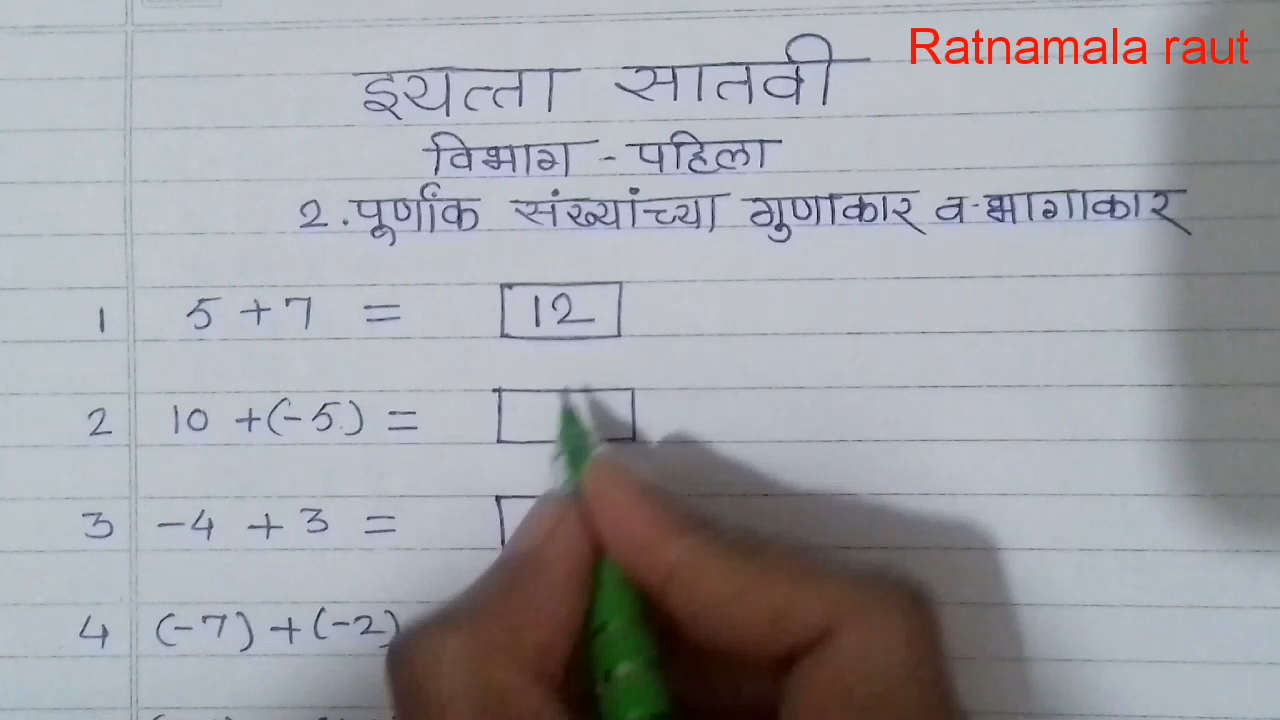 Ratnamala raut
इयत्ता सातवी
विभाग - पहिला
2. पूर्णांक संख्यांच्या गुणाकार व भागाकार
1 5 + 7 = 12
2 10 + (-5) =
3 -4 + 3 =
4 (-7) + (-2)